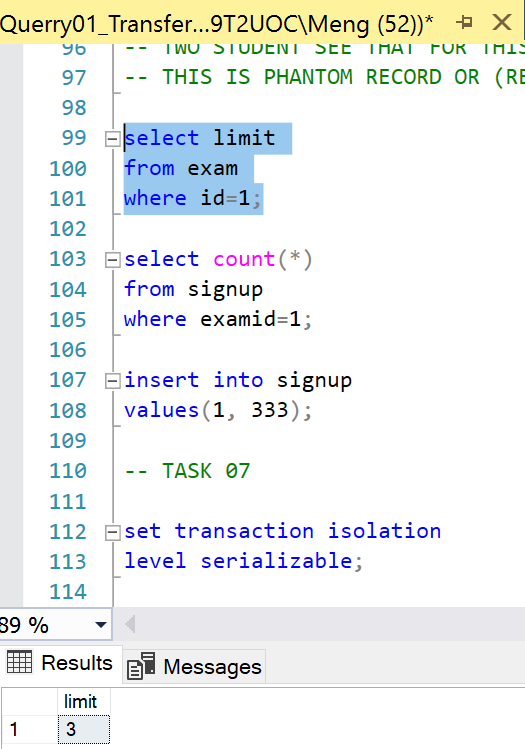 Querry01_Transfer...9T2UOC\Meng (52))*
96 -- TWO STUDENT SEE THAT FOR THIS
97 -- THIS IS PHANTOM RECORD OR (RE
98
99 select limit
100 from exam
101 where id=1;
102
103 select count(*)
104 from signup
105 where examid=1;
106
107 insert into signup
108 values(1, 333);
109
110 -- TASK 07
111
112 set transaction isolation
113 level serializable;
114
89 %
Results Messages
limit
1 3